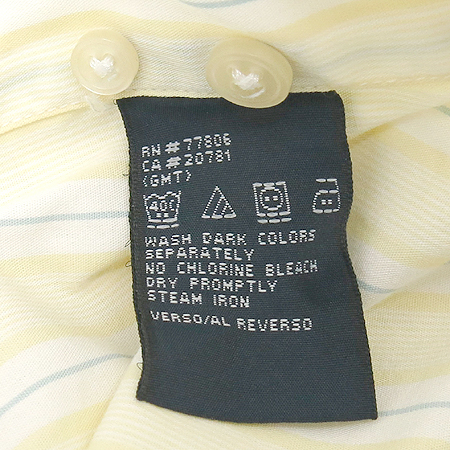 RN # 77806
CA # 20781
(GMT)
40
WASH DARK COLORS
SEPARATELY
NO CHLORINE BLEACH
DRY PROMPTLY
STEAM IRON
VERSO/AL REVERSO